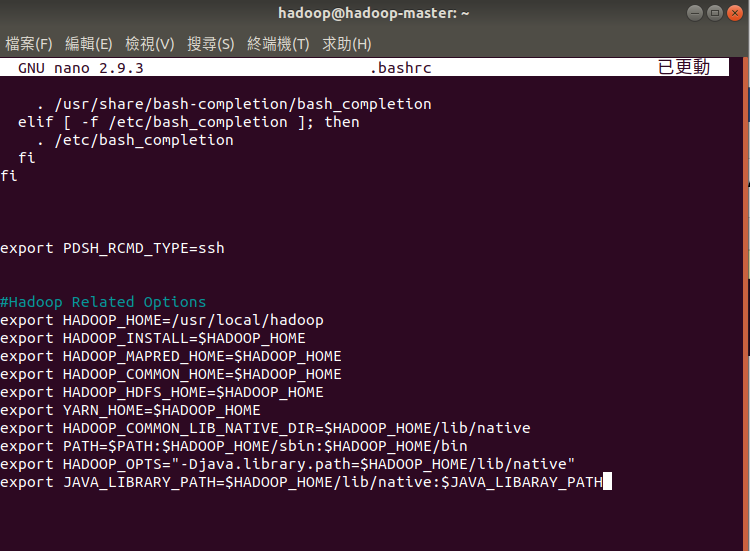 hadoop@hadoop-master: ~
檔案(F) 編輯(E) 檢視(V) 搜尋(S) 終端機(T) 求助(H)
GNU nano 2.9.3 .bashrc 已更動
. /usr/share/bash-completion/bash_completion
elif [ -f /etc/bash_completion ]; then
. /etc/bash_completion
fi
fi
export PDSH_RCMD_TYPE=ssh
#Hadoop Related Options
export HADOOP_HOME=/usr/local/hadoop
export HADOOP_INSTALL=$HADOOP_HOME
export HADOOP_MAPRED_HOME=$HADOOP_HOME
export HADOOP_COMMON_HOME=$HADOOP_HOME
export HADOOP_HDFS_HOME=$HADOOP_HOME
export YARN_HOME=$HADOOP_HOME
export HADOOP_COMMON_LIB_NATIVE_DIR=$HADOOP_HOME/lib/native
export PATH=$PATH:$HADOOP_HOME/sbin:$HADOOP_HOME/bin
export HADOOP_OPTS="-Djava.library.path=$HADOOP_HOME/lib/native"
export JAVA_LIBRARY_PATH=$HADOOP_HOME/lib/native:$JAVA_LIBARAY_PATH